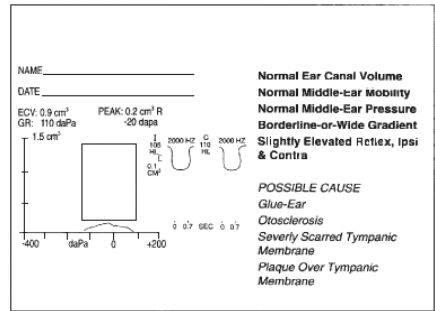 NAME
DATE
ECV: 0.9 cm³ PEAK: 0.2 cm³ R
GR: 110 daPa -20 dapa
1.5 cm³
I 2000 HZ C 2000 HZ
105 110
HL HL
0.1
CM³
0 0.7 SEC 0 0.7
-400 daPa 0 +200
Normal Ear Canal Volume
Normal Middle-Ear Mobility
Normal Middle-Ear Pressure
Borderline-or-Wide Gradient
Slightly Elevated Reflex, Ipsi
& Contra
POSSIBLE CAUSE
Glue-Ear
Otosclerosis
Severly Scarred Tympanic
Membrane
Plaque Over Tympanic
Membrane